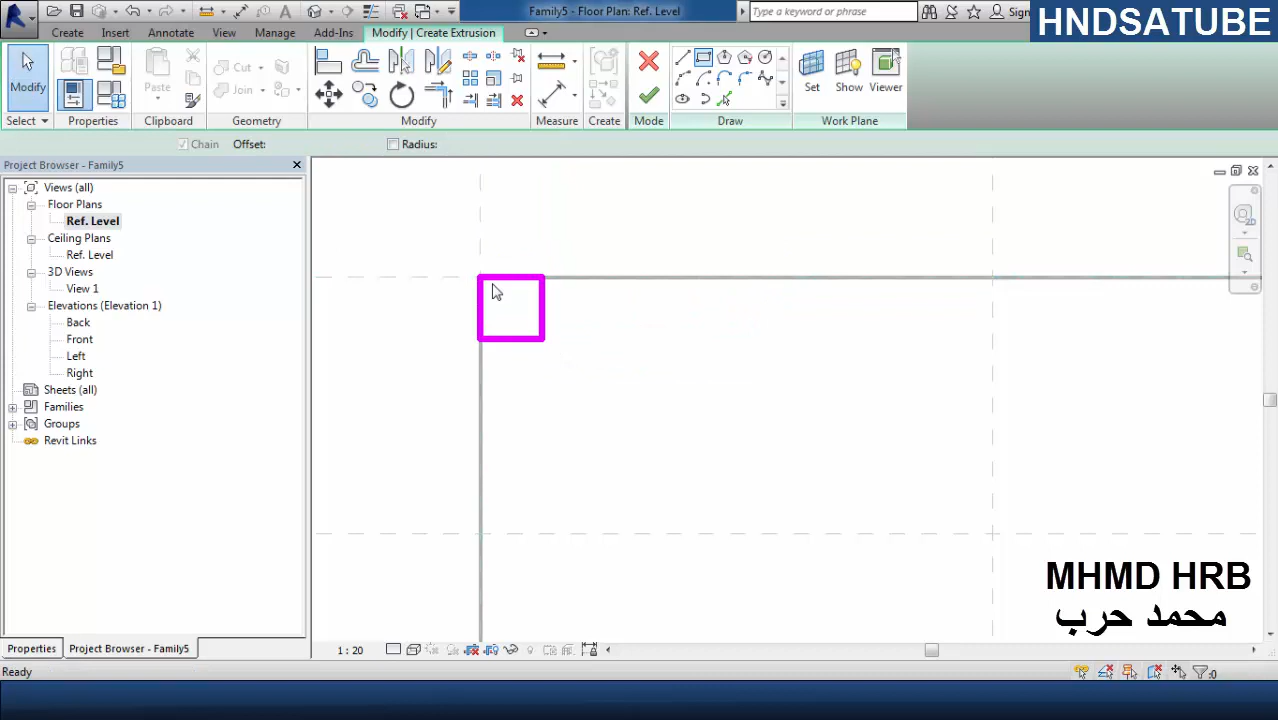 Family5 - Floor Plan: Ref. Level
Type a keyword or phrase
Sign
HNDSATUBE
Create
Insert
Annotate
View
Manage
Add-Ins
Modify | Create Extrusion
Modify
Paste
Cut
Join
Set
Show
Viewer
Select
Properties
Clipboard
Geometry
Modify
Measure
Create
Mode
Draw
Work Plane
Chain
Offset:
Radius:
Project Browser - Family5
Views (all)
Floor Plans
Ref. Level
Ceiling Plans
Ref. Level
3D Views
View 1
Elevations (Elevation 1)
Back
Front
Left
Right
Sheets (all)
Families
Groups
Revit Links
2D
MHMD HRB
محمد حرب
Properties
Project Browser - Family5
1 : 20
Ready
:0